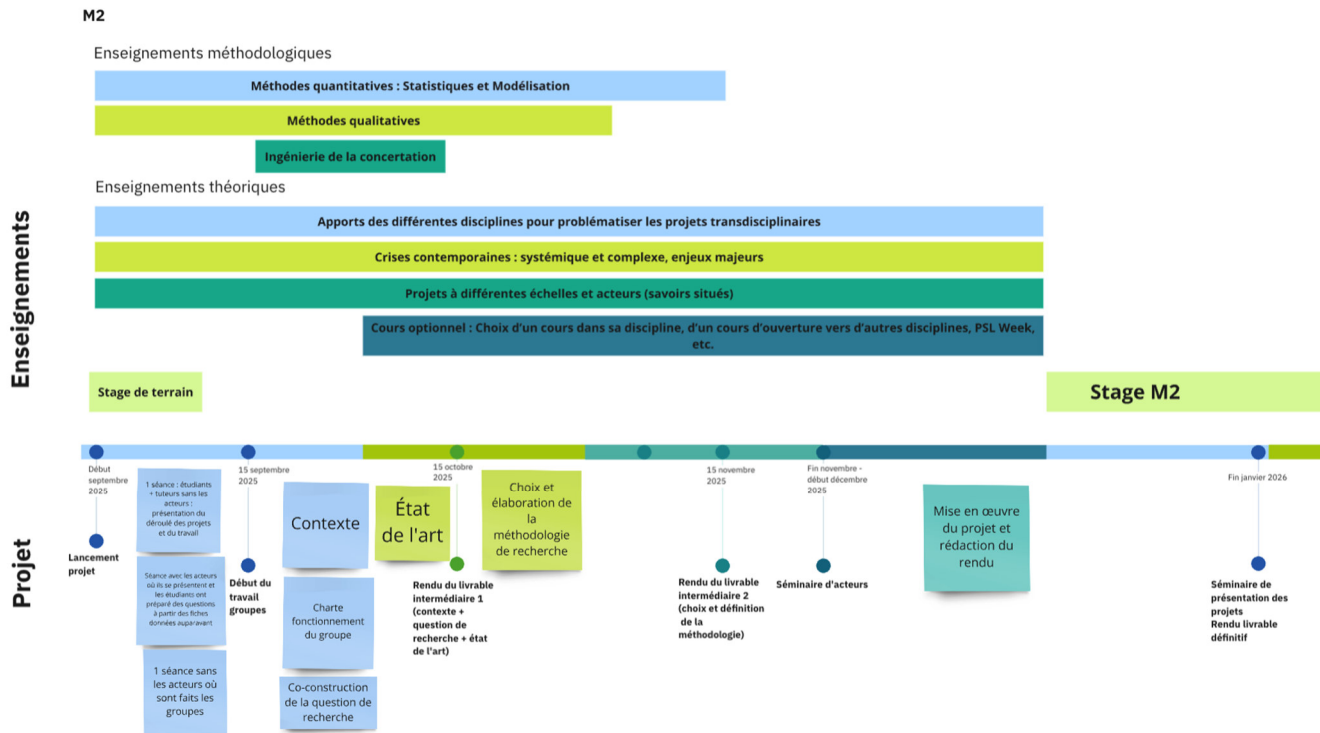 M2
Enseignements méthodologiques
Méthodes quantitatives : Statistiques et Modélisation
Méthodes qualitatives
Ingénierie de la concertation
Enseignements théoriques
Enseignements
Apports des différentes disciplines pour problématiser les projets transdisciplinaires
Crises contemporaines : systémique et complexe, enjeux majeurs
Projets à différentes échelles et acteurs (savoirs situés)
Cours optionnel : Choix d'un cours dans sa discipline, d'un cours d'ouverture vers d'autres disciplines, PSL Week,
etc.
Stage de terrain
Stage M2
Projet
Début
septembre
2025
Lancement
projet
1 séance : étudiants
+ tuteurs sans les
acteurs :
présentation du
déroulé des projets
et du travail
Séance avec les acteurs
où ils se présentent et
les étudiants ont
préparé des questions
à partir des fiches
données auparavant
1 séance sans
les acteurs où
sont faits les
groupes
15 septembre
2025
Début du
travail
groupes
Contexte
Charte
fonctionnement
du groupe
Co-construction
de la question de
recherche
État
de l'art
15 octobre
2025
Rendu du livrable
intermédiaire 1
(contexte +
question de
recherche + état
de l'art)
Choix et
élaboration de
la
méthodologie
de recherche
15 novembre
2025
Rendu du livrable
intermédiaire 2
(choix et définition
de la
méthodologie)
Fin novembre -
début décembre
2025
Séminaire d'acteurs
Mise en œuvre
du projet et
rédaction du
rendu
Fin janvier 2026
Séminaire de
présentation des
projets
Rendu livrable
définitif